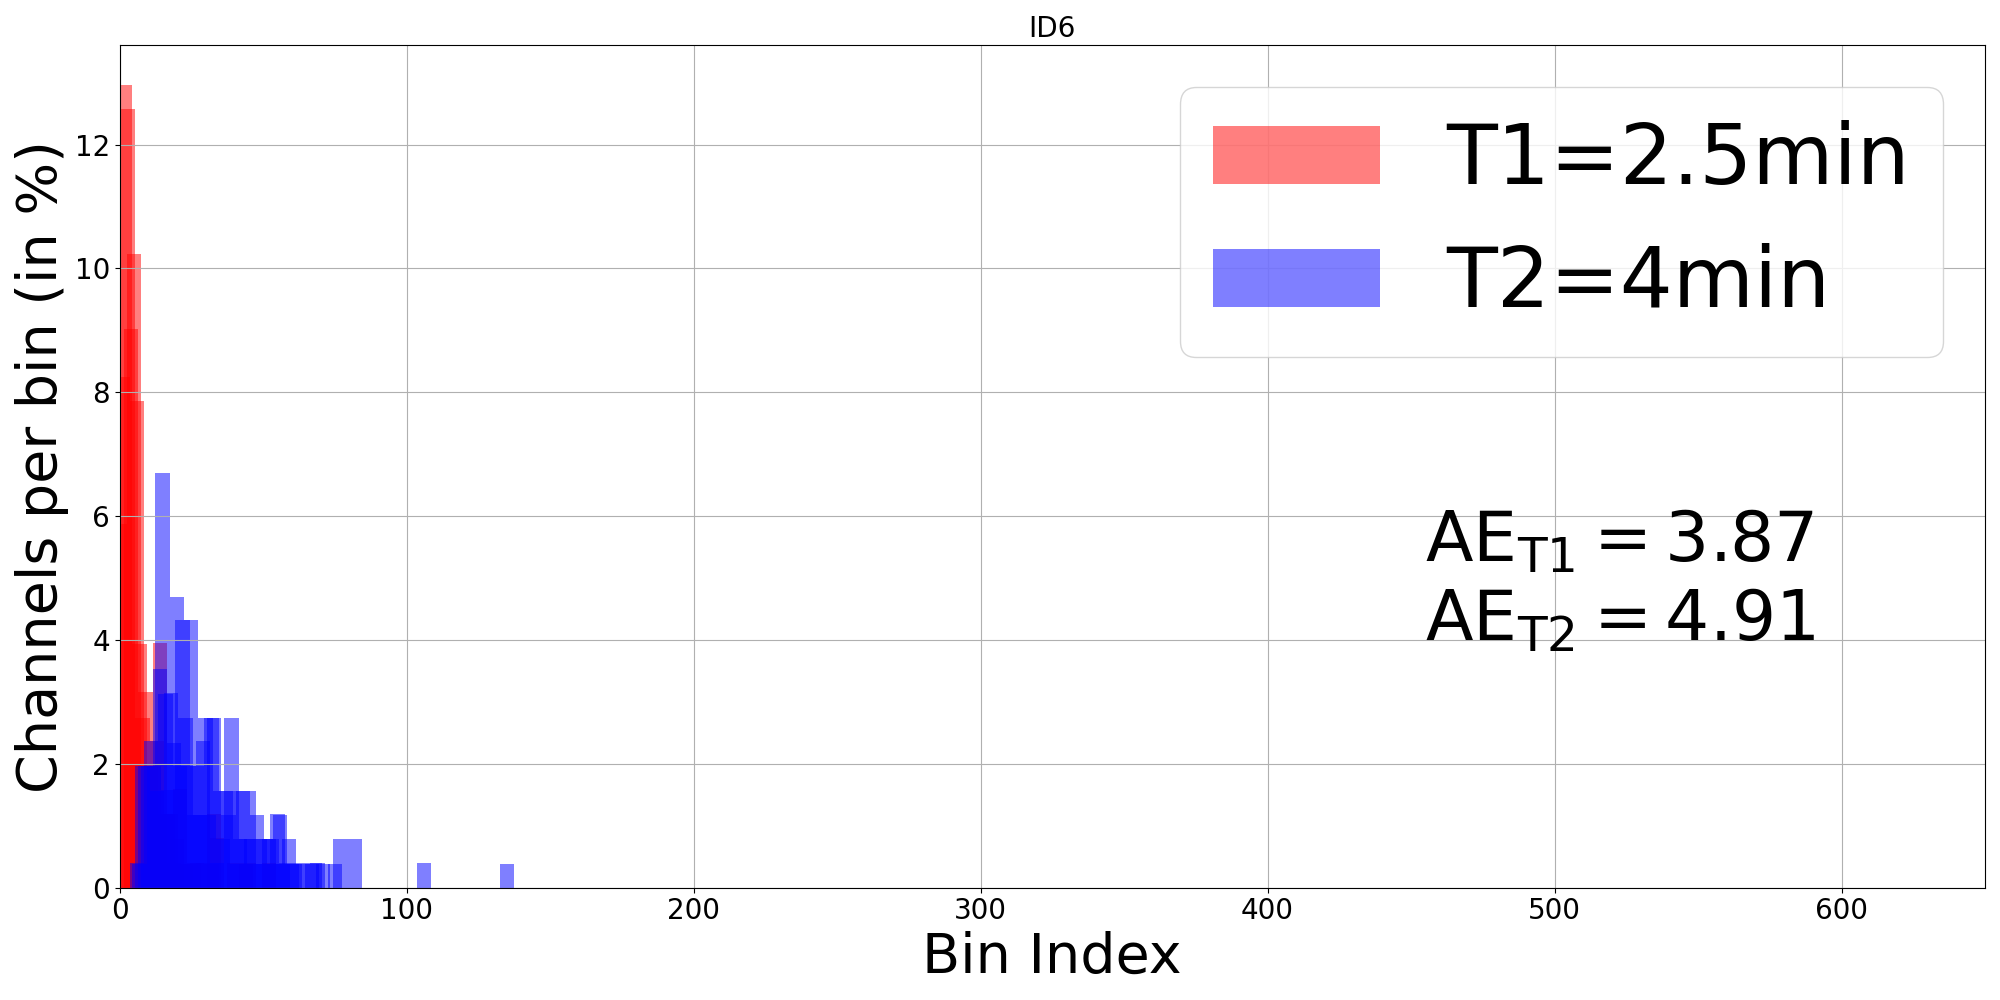 ID6
Channels per bin (in %)
12
10
8
6
4
2
0
T1=2.5min
T2=4min
AE_T1 = 3.87
AE_T2 = 4.91
0 100 200 300 400 500 600
Bin Index